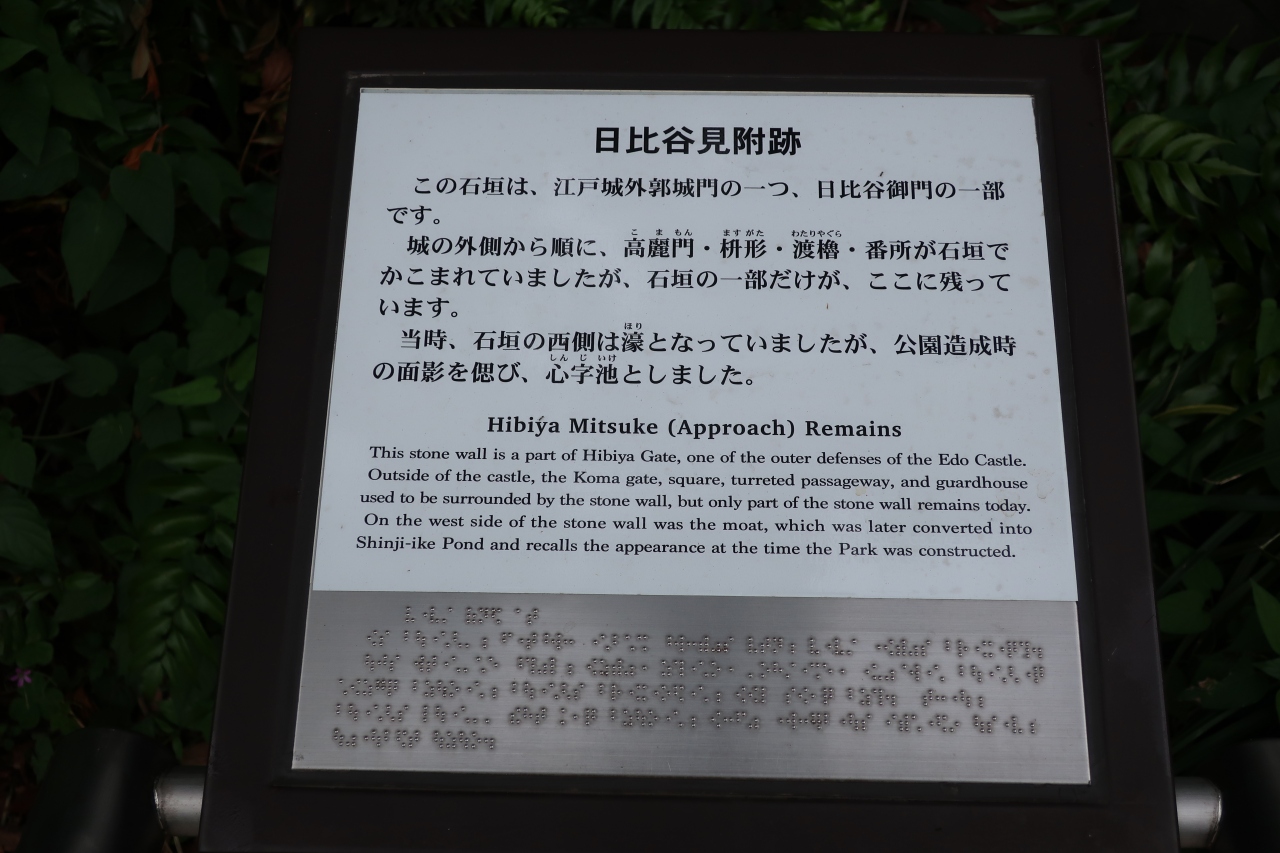 日比谷見附跡
この石垣は、江戸城外郭城門の一つ、日比谷御門の一部
です。
城の外側から順に、高麗門・枡形・渡櫓・番所が石垣で
かこまれていましたが、石垣の一部だけが、ここに残って
います。
当時、石垣の西側は濠となっていましたが、公園造成時
の面影を偲び、心字池としました。
Hibiya Mitsuke (Approach) Remains
This stone wall is a part of Hibiya Gate, one of the outer defenses of the Edo Castle.
Outside of the castle, the Koma gate, square, turreted passageway, and guardhouse
used to be surrounded by the stone wall, but only part of the stone wall remains today.
On the west side of the stone wall was the moat, which was later converted into
Shinji-ike Pond and recalls the appearance at the time the Park was constructed.